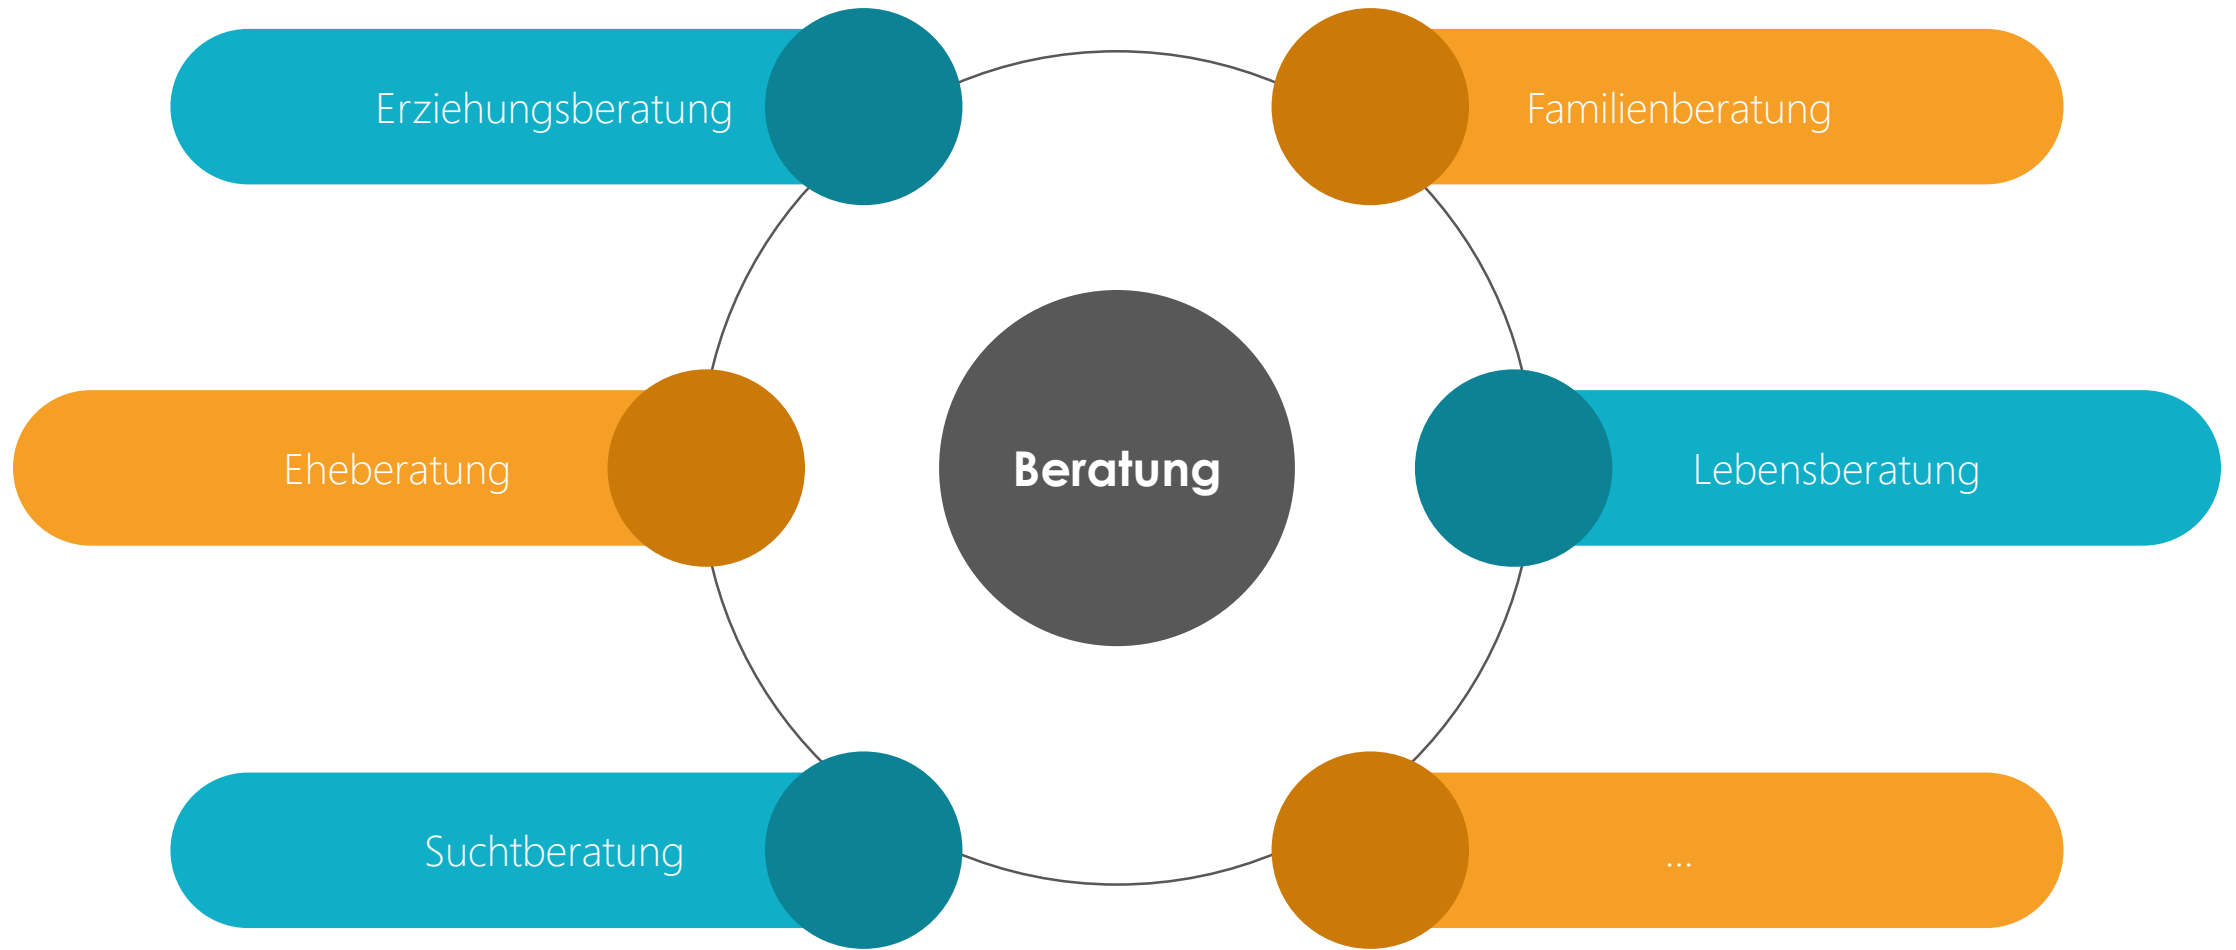 Erziehungsberatung
Familienberatung
Eheberatung
Beratung
Lebensberatung
Suchtberatung
...